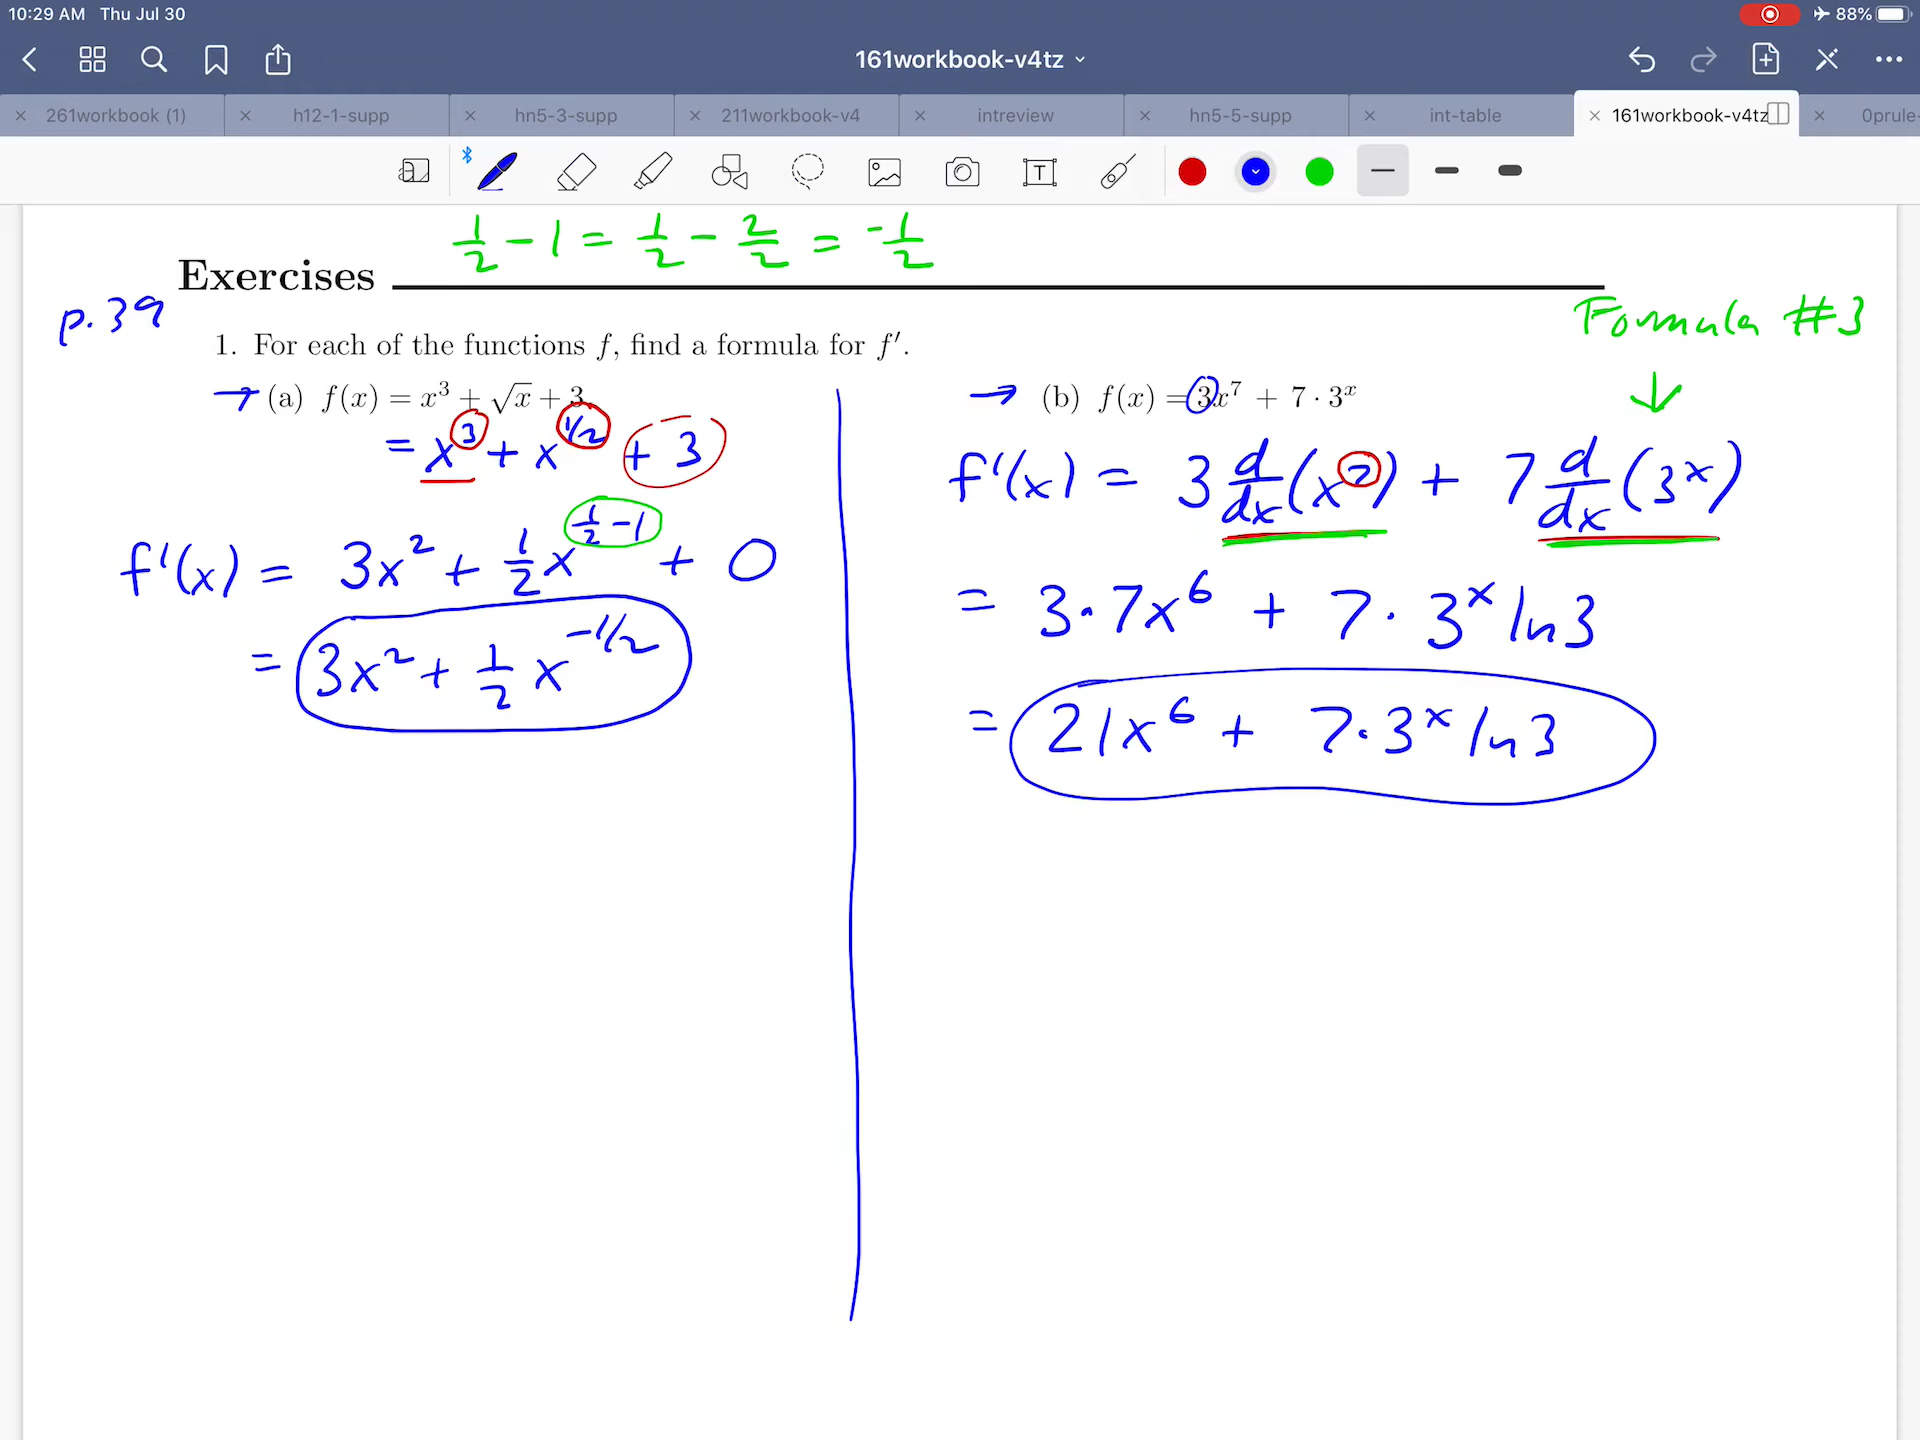 10:29 AM Thu Jul 30
88%
161workbook-v4tz
261workbook (1)
h12-1-supp
hn5-3-supp
211workbook-v4
intreview
hn5-5-supp
int-table
161workbook-v4tz
0prule-
T
1/2 - 1 = 1/2 - 2/2 = -1/2
Exercises
p. 39
Formula #3
1. For each of the functions f, find a formula for f′.
→ (a) f(x) = x³ + √x + 3
= x³ + x^(1/2) + 3
f'(x) = 3x² + 1/2 x^(1/2 - 1) + 0
= 3x² + 1/2 x^(-1/2)
→ (b) f(x) = 3x⁷ + 7 · 3ˣ
↓
f'(x) = 3 d/dx (x⁷) + 7 d/dx (3ˣ)
= 3 · 7x⁶ + 7 · 3ˣ ln 3
= 21x⁶ + 7 · 3ˣ ln 3